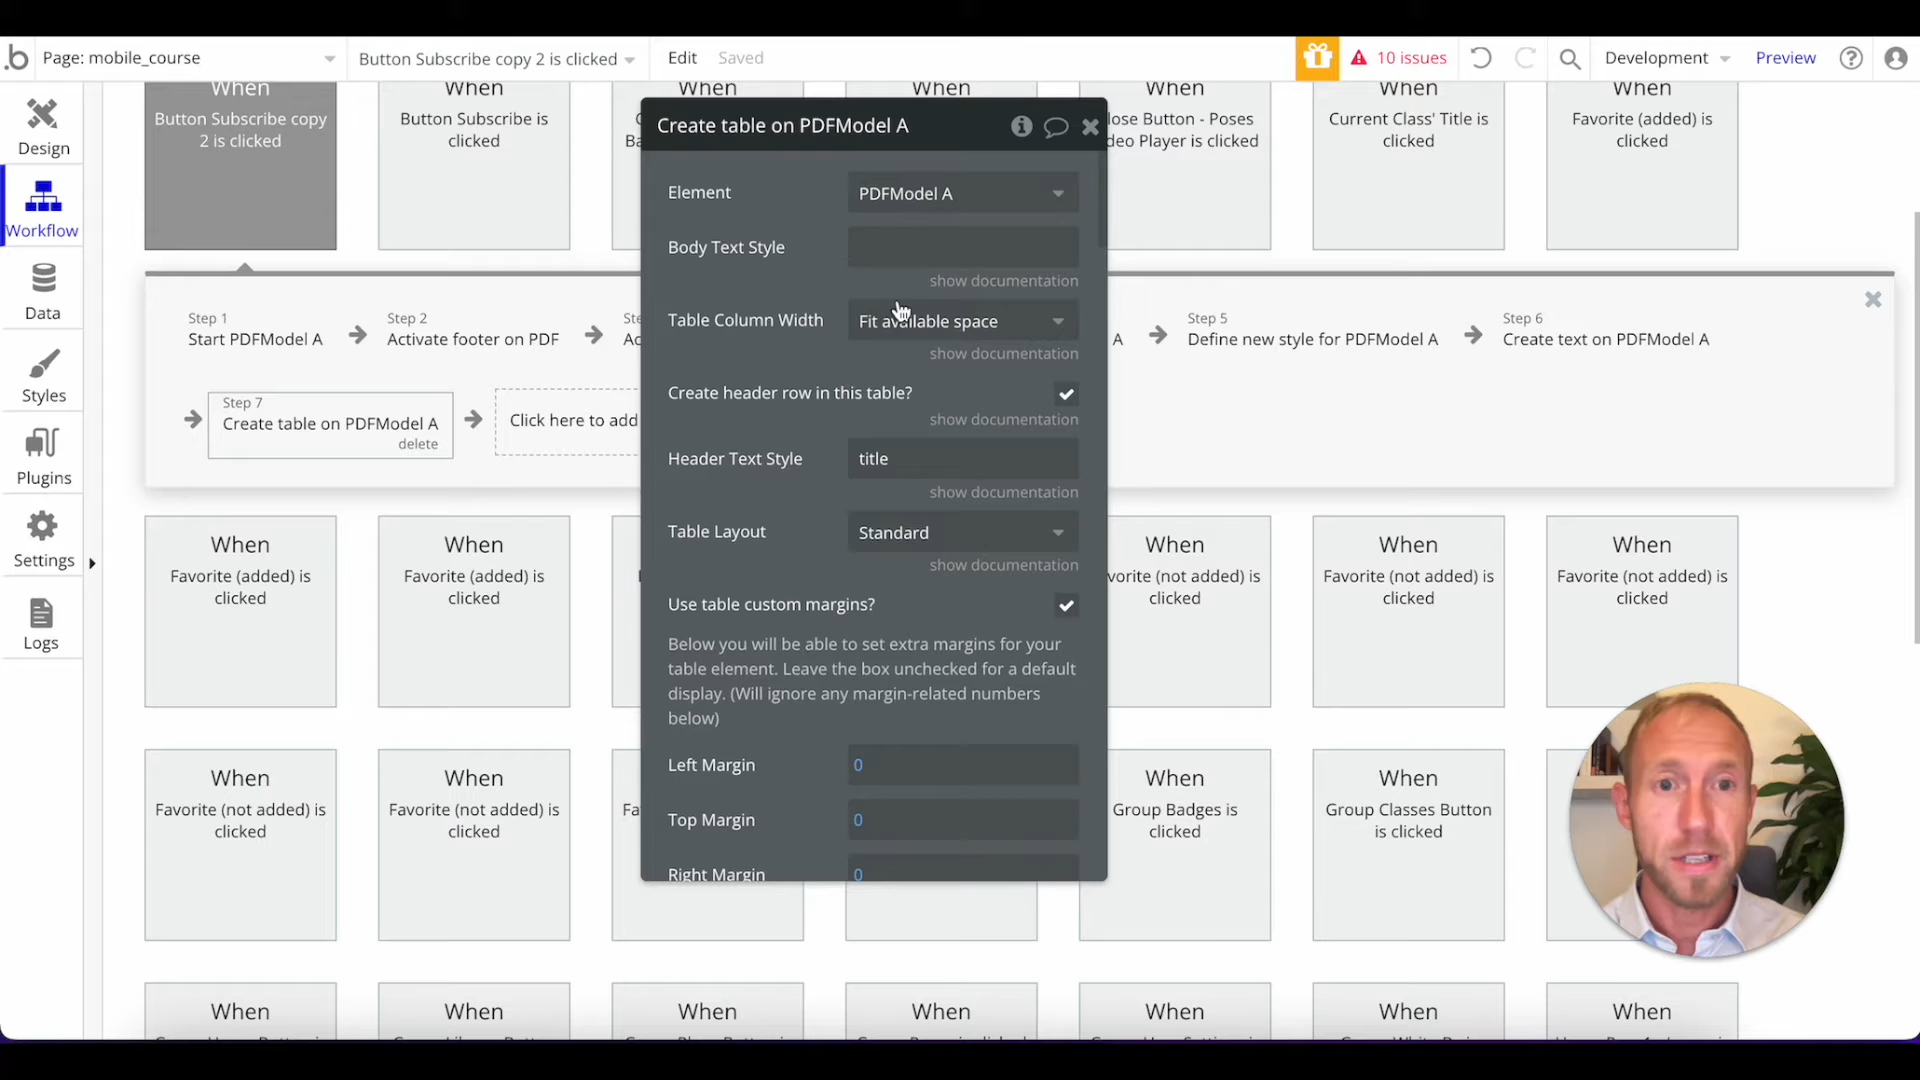 .b
Page: mobile_course
Button Subscribe copy 2 is clicked
Edit
Saved
10 issues
Development
Preview
Design
Workflow
Data
Styles
Plugins
Settings
Logs
When
Button Subscribe copy
2 is clicked
When
Button Subscribe is
clicked
When
When
When
lose Button - Poses
deo Player is clicked
When
Current Class' Title is
clicked
When
Favorite (added) is
clicked
Step 1
Start PDFModel A
Step 2
Activate footer on PDF
A
Step 5
Define new style for PDFModel A
Step 6
Create text on PDFModel A
Step 7
Create table on PDFModel A
delete
Click here to add
Create table on PDFModel A
Element
PDFModel A
Body Text Style
show documentation
Table Column Width
Fit available space
show documentation
Create header row in this table?
show documentation
Header Text Style
title
show documentation
Table Layout
Standard
show documentation
Use table custom margins?
Below you will be able to set extra margins for your
table element. Leave the box unchecked for a default
display. (Will ignore any margin-related numbers
below)
Left Margin
0
Top Margin
0
Right Margin
0
When
Favorite (added) is
clicked
When
Favorite (added) is
clicked
When
vorite (not added) is
clicked
When
Favorite (not added) is
clicked
When
Favorite (not added) is
clicked
When
Favorite (not added) is
clicked
When
Favorite (not added) is
clicked
When
Group Badges is
clicked
When
Group Classes Button
is clicked
When
When
When
When
When
When
When